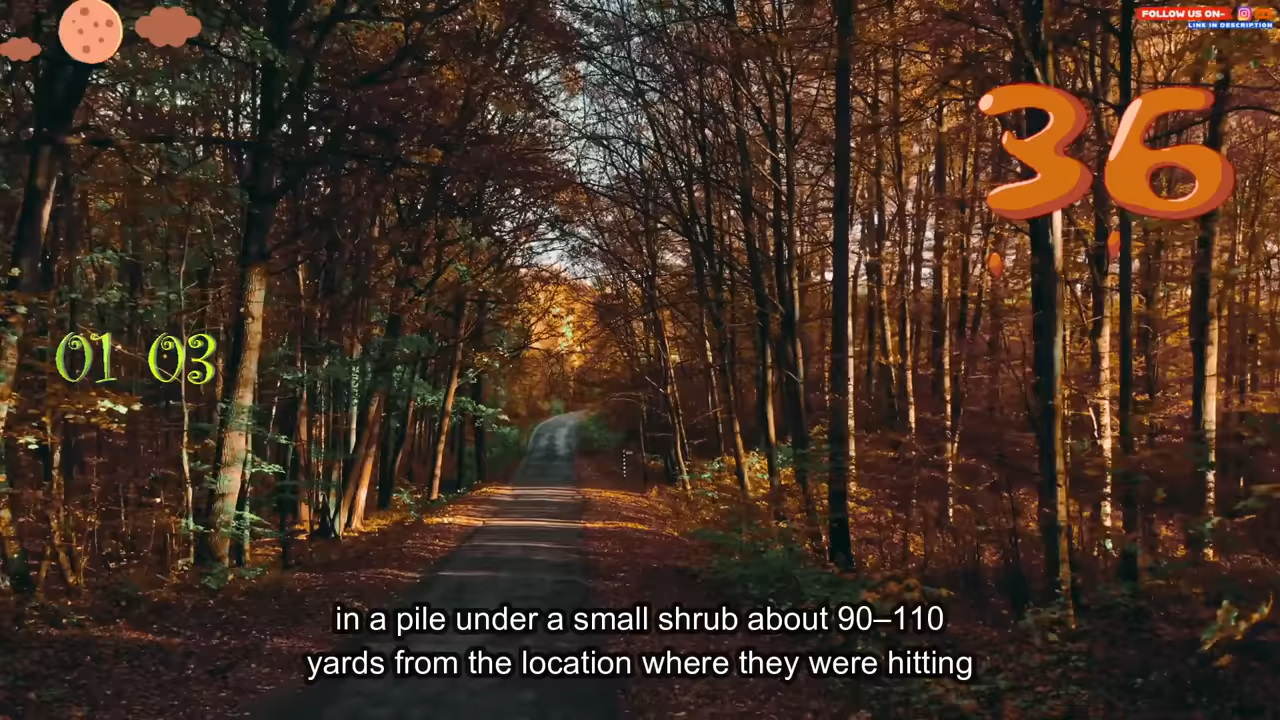 FOLLOW US ON-
LINK IN DESCRIPTION
36
01 03
in a pile under a small shrub about 90–110
yards from the location where they were hitting